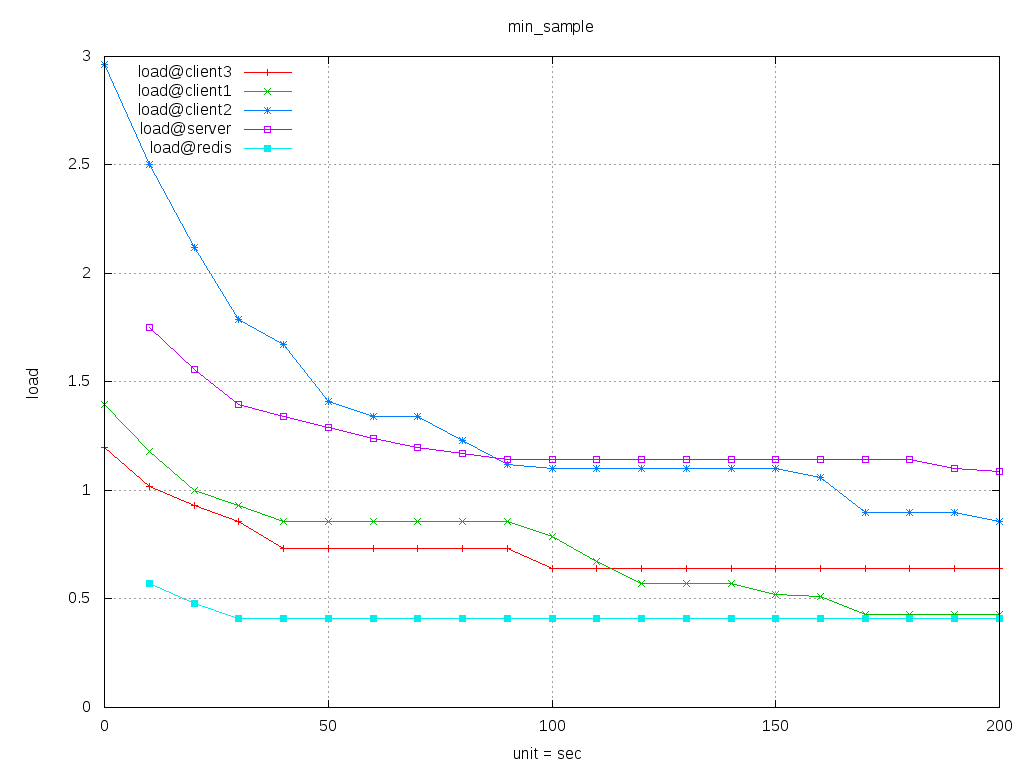 min_sample
load@client3
load@client1
load@client2
load@server
load@redis
3
2.5
2
1.5
1
0.5
0
load
0 50 100 150 200
unit = sec